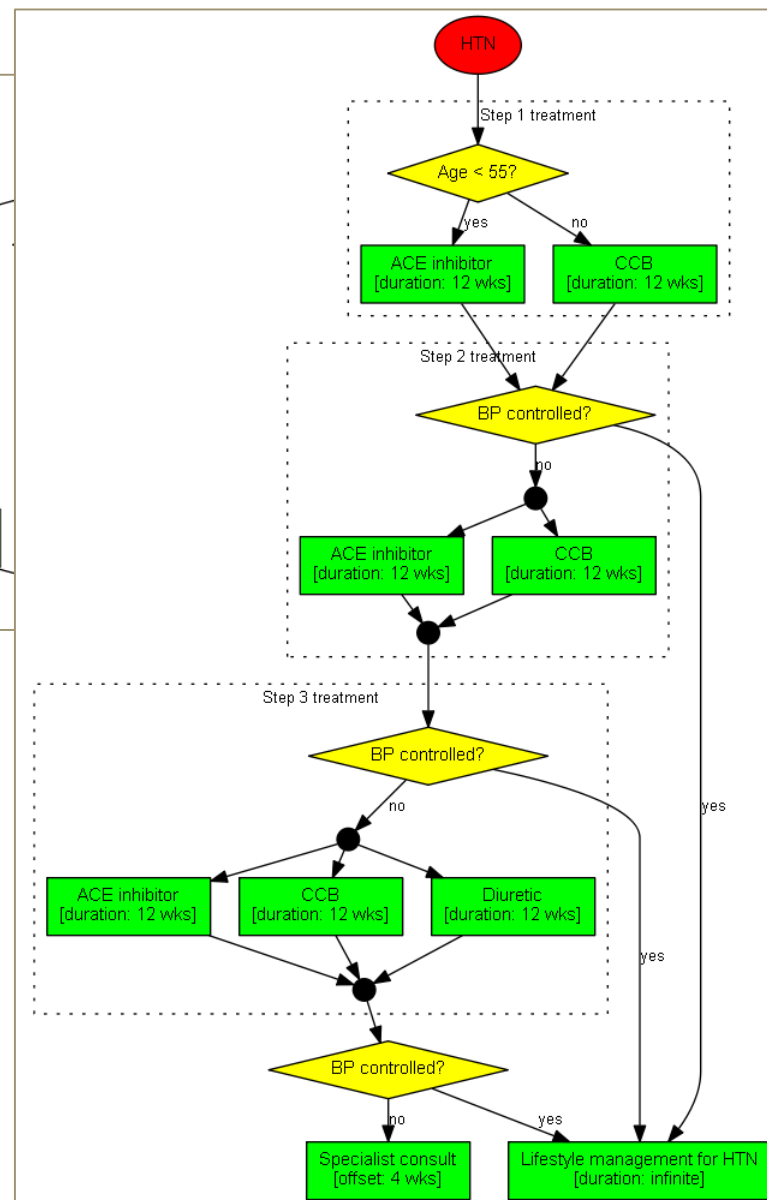 HTN
Step 1 treatment
Age < 55?
yes
no
ACE inhibitor
[duration: 12 wks]
CCB
[duration: 12 wks]
Step 2 treatment
BP controlled?
no
ACE inhibitor
[duration: 12 wks]
CCB
[duration: 12 wks]
Step 3 treatment
BP controlled?
yes
no
ACE inhibitor
[duration: 12 wks]
CCB
[duration: 12 wks]
Diuretic
[duration: 12 wks]
yes
BP controlled?
no
yes
Specialist consult
[offset: 4 wks]
Lifestyle management for HTN
[duration: infinite]